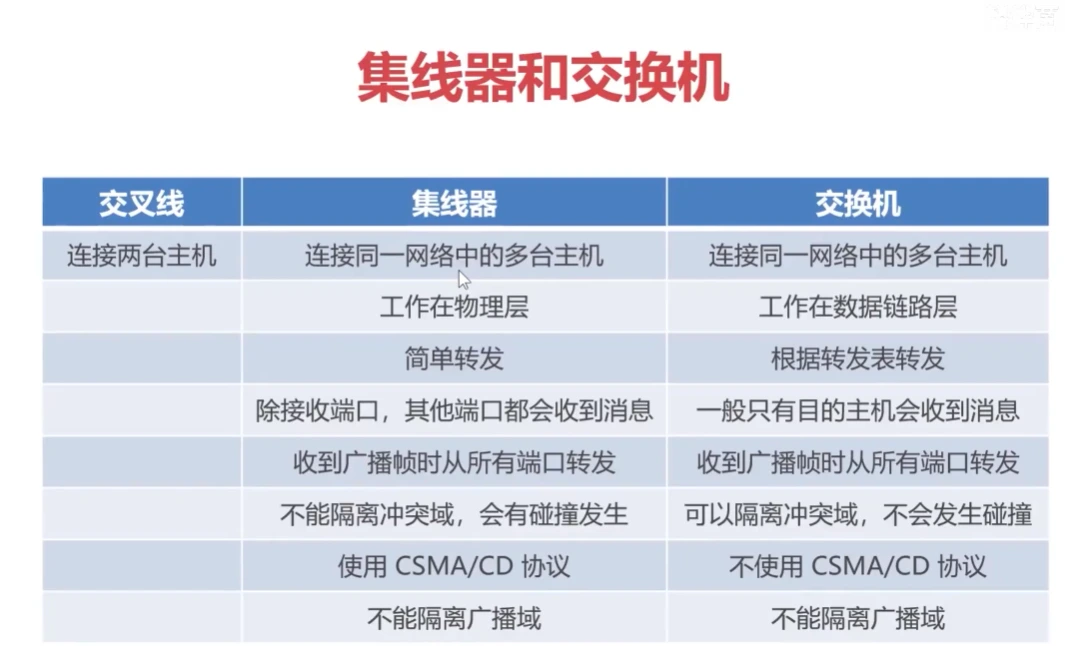 集线器和交换机
交叉线 集线器 交换机
连接两台主机 连接同一网络中的多台主机 连接同一网络中的多台主机
工作在物理层 工作在数据链路层
简单转发 根据转发表转发
除接收端口，其他端口都会收到消息 一般只有目的主机会收到消息
收到广播帧时从所有端口转发 收到广播帧时从所有端口转发
不能隔离冲突域，会有碰撞发生 可以隔离冲突域，不会发生碰撞
使用 CSMA/CD 协议 不使用 CSMA/CD 协议
不能隔离广播域 不能隔离广播域